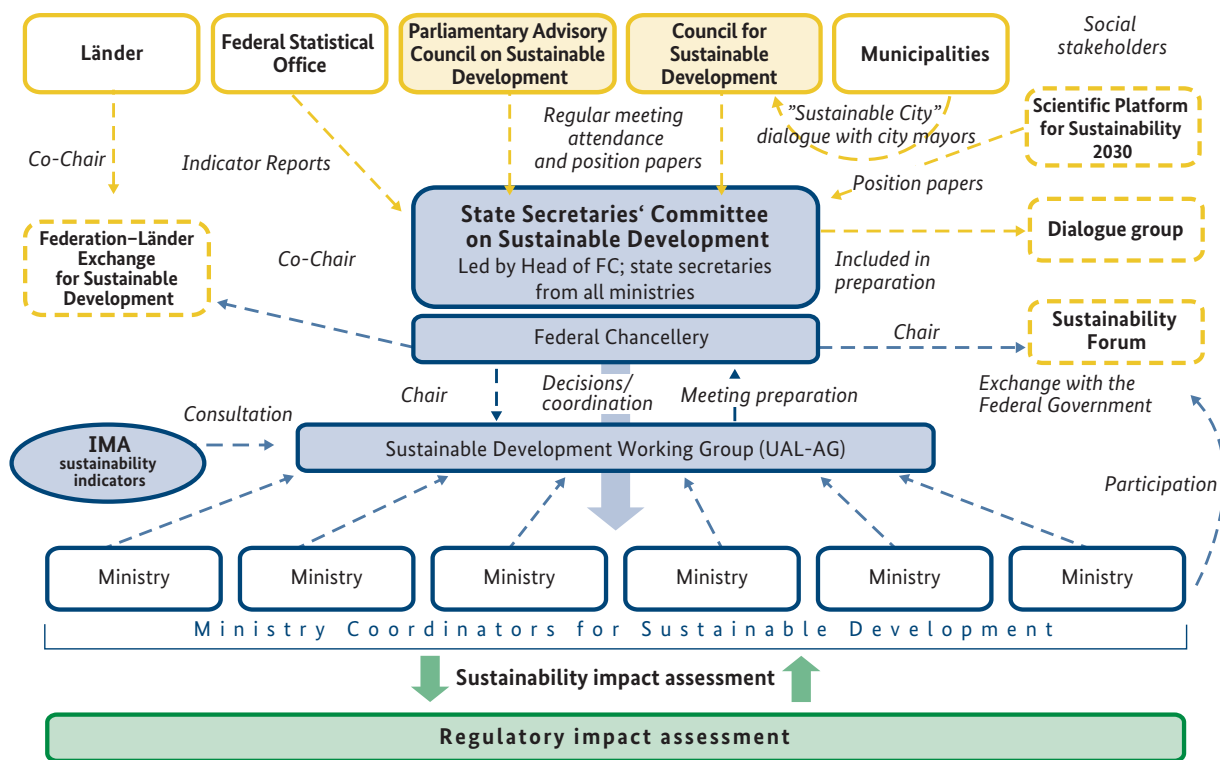 Länder
Federal Statistical
Office
Parliamentary Advisory
Council on Sustainable
Development
Council for
Sustainable
Development
Municipalities
Social
stakeholders
Scientific Platform
for Sustainability
2030
Co-Chair
Indicator Reports
Regular meeting
attendance
and position papers
”Sustainable City”
dialogue with city mayors
Position papers
Federation–Länder
Exchange
for Sustainable
Development
Co-Chair
State Secretaries‘ Committee
on Sustainable Development
Led by Head of FC; state secretaries
from all ministries
Included in
preparation
Dialogue group
Federal Chancellery
Chair
Sustainability
Forum
Chair
Decisions/
coordination
Meeting preparation
Exchange with the
Federal Government
Consultation
IMA
sustainability
indicators
Sustainable Development Working Group (UAL-AG)
Participation
Ministry
Ministry
Ministry
Ministry
Ministry
Ministry
Ministry Coordinators for Sustainable Development
Sustainability impact assessment
Regulatory impact assessment